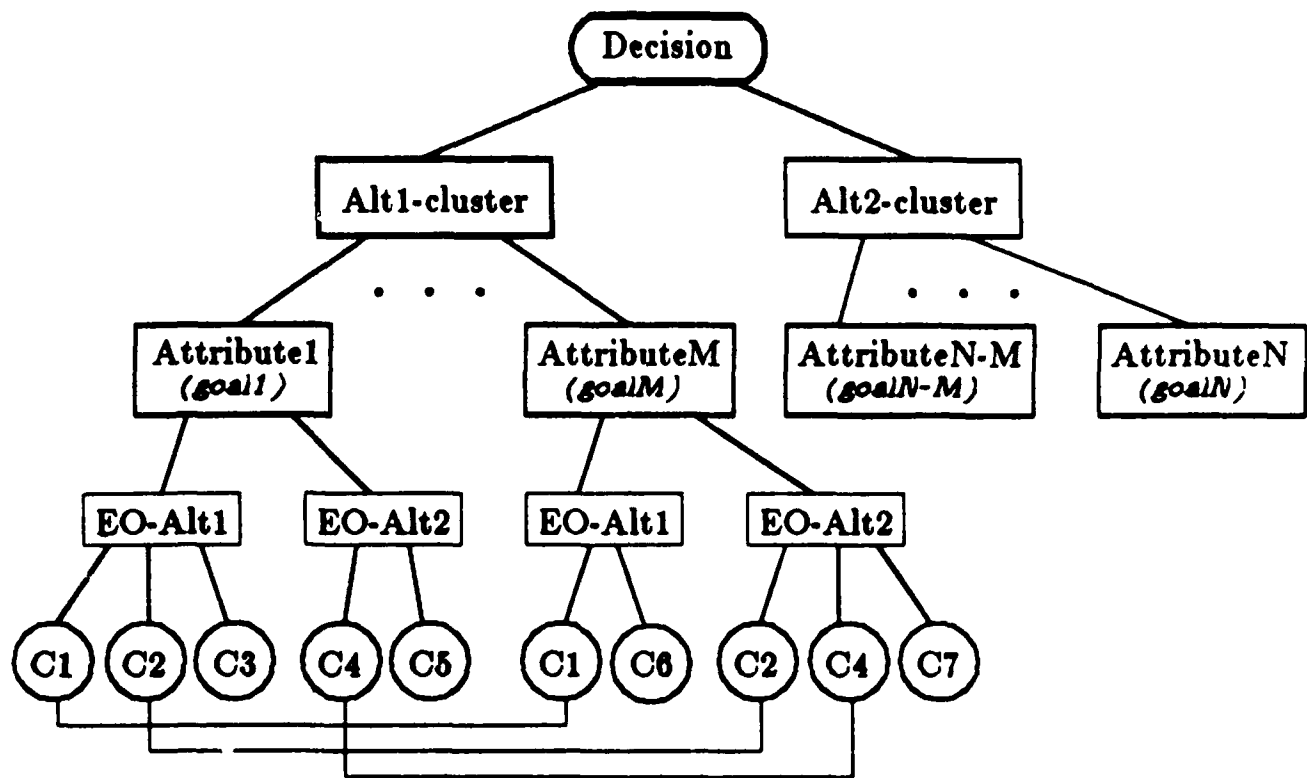 Decision
Alt1-cluster
Alt2-cluster
. . .
. . .
Attribute1
(goal1)
AttributeM
(goalM)
AttributeN-M
(goalN-M)
AttributeN
(goalN)
EO-Alt1
EO-Alt2
EO-Alt1
EO-Alt2
C1
C2
C3
C4
C5
C1
C6
C2
C4
C7